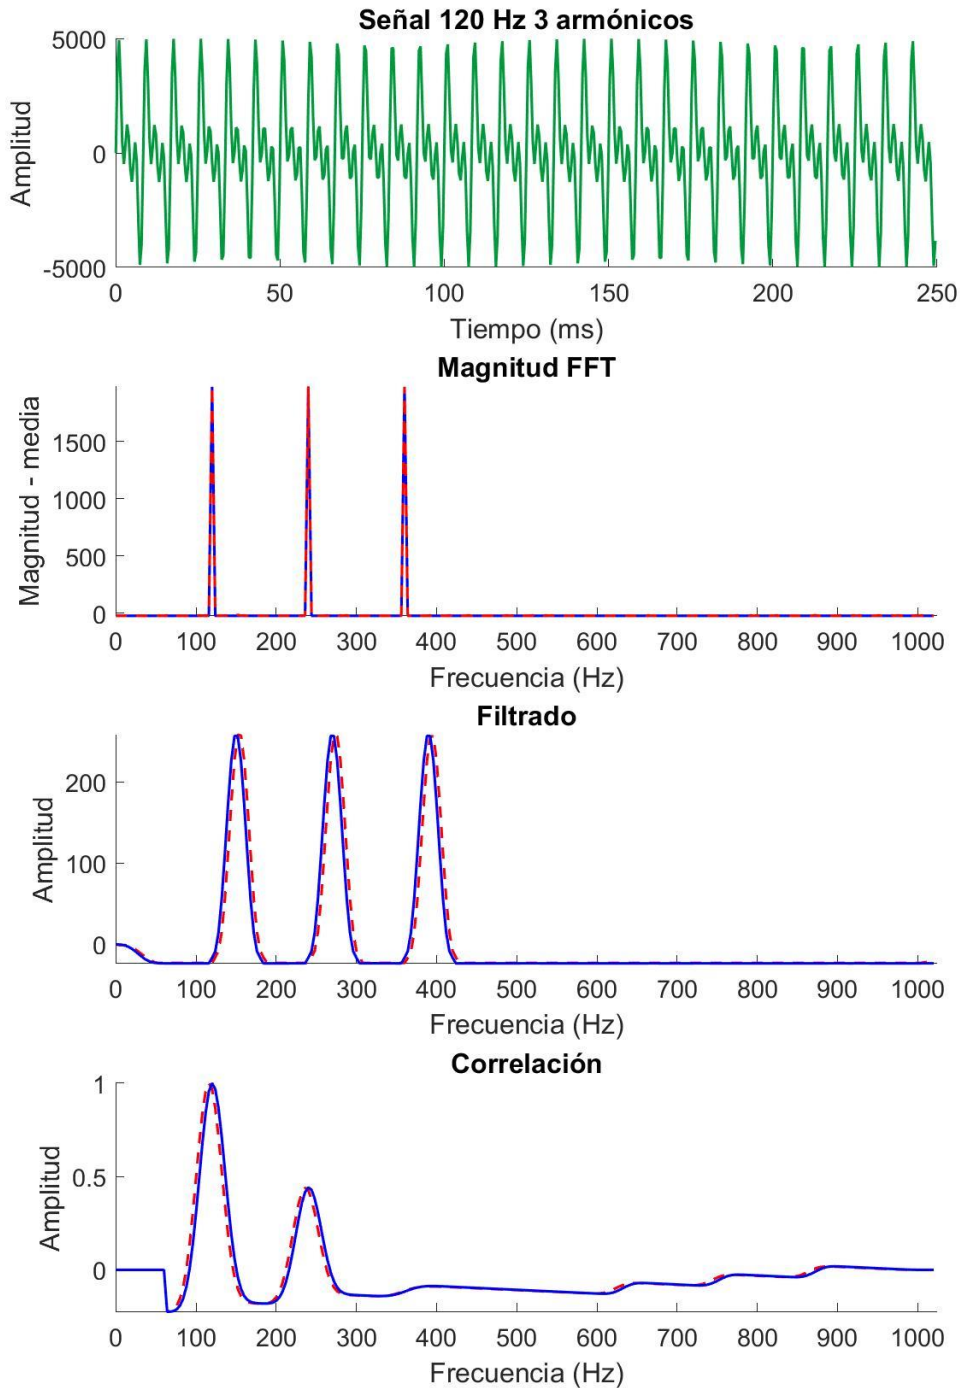 Señal 120 Hz 3 armónicos
5000
0
-5000
Amplitud
0 50 100 150 200 250
Tiempo (ms)
Magnitud FFT
1500
1000
500
0
Magnitud - media
0 100 200 300 400 500 600 700 800 900 1000
Frecuencia (Hz)
Filtrado
200
100
0
Amplitud
0 100 200 300 400 500 600 700 800 900 1000
Frecuencia (Hz)
Correlación
1
0.5
0
Amplitud
0 100 200 300 400 500 600 700 800 900 1000
Frecuencia (Hz)